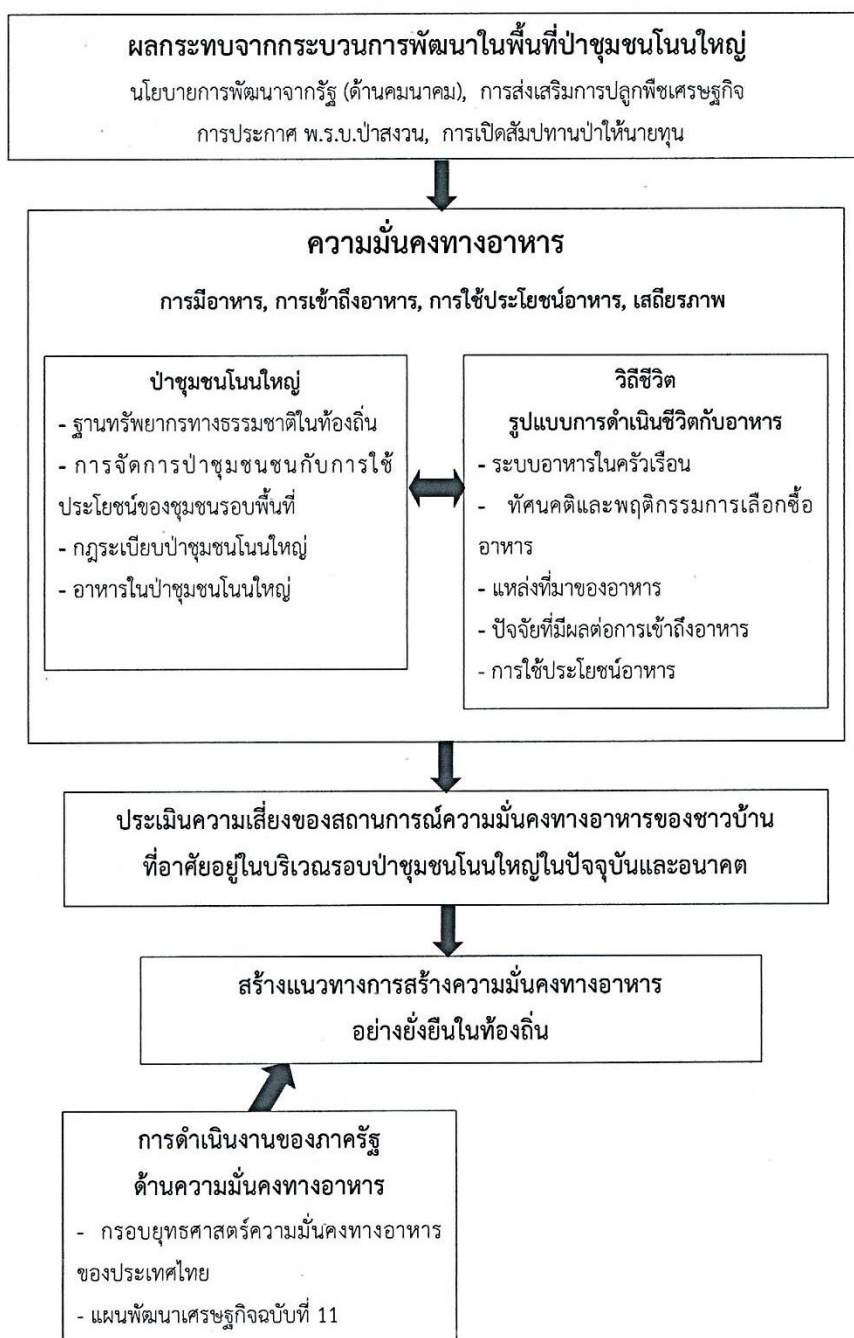 ผลกระทบจากกระบวนการพัฒนาในพื้นที่ป่าชุมชนโนนใหญ่
นโยบายการพัฒนาจากรัฐ (ด้านคมนาคม), การส่งเสริมการปลูกพืชเศรษฐกิจ
การประกาศ พ.ร.บ.ป่าสงวน, การเปิดสัมปทานป่าให้นายทุน
ความมั่นคงทางอาหาร
การมีอาหาร, การเข้าถึงอาหาร, การใช้ประโยชน์อาหาร, เสถียรภาพ
ป่าชุมชนโนนใหญ่
- ฐานทรัพยากรทางธรรมชาติในท้องถิ่น
- การจัดการป่าชุมชนชนกับการใช้
ประโยชน์ของชุมชนรอบพื้นที่
- กฎระเบียบป่าชุมชนโนนใหญ่
- อาหารในป่าชุมชนโนนใหญ่
วิถีชีวิต
รูปแบบการดำเนินชีวิตกับอาหาร
- ระบบอาหารในครัวเรือน
- ทัศนคติและพฤติกรรมการเลือกซื้อ
อาหาร
- แหล่งที่มาของอาหาร
- ปัจจัยที่มีผลต่อการเข้าถึงอาหาร
- การใช้ประโยชน์อาหาร
ประเมินความเสี่ยงของสถานการณ์ความมั่นคงทางอาหารของชาวบ้าน
ที่อาศัยอยู่ในบริเวณรอบป่าชุมชนโนนใหญ่ในปัจจุบันและอนาคต
สร้างแนวทางการสร้างความมั่นคงทางอาหาร
อย่างยั่งยืนในท้องถิ่น
การดำเนินงานของภาครัฐ
ด้านความมั่นคงทางอาหาร
- กรอบยุทธศาสตร์ความมั่นคงทางอาหาร
ของประเทศไทย
- แผนพัฒนาเศรษฐกิจฉบับที่ 11